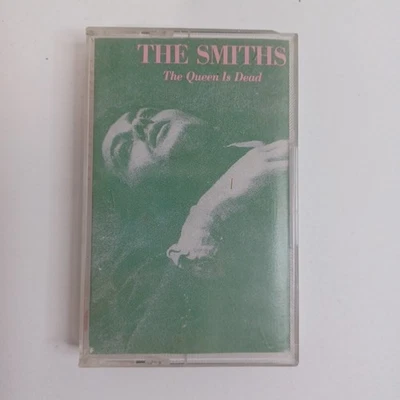 THE SMITHS
The Queen Is Dead